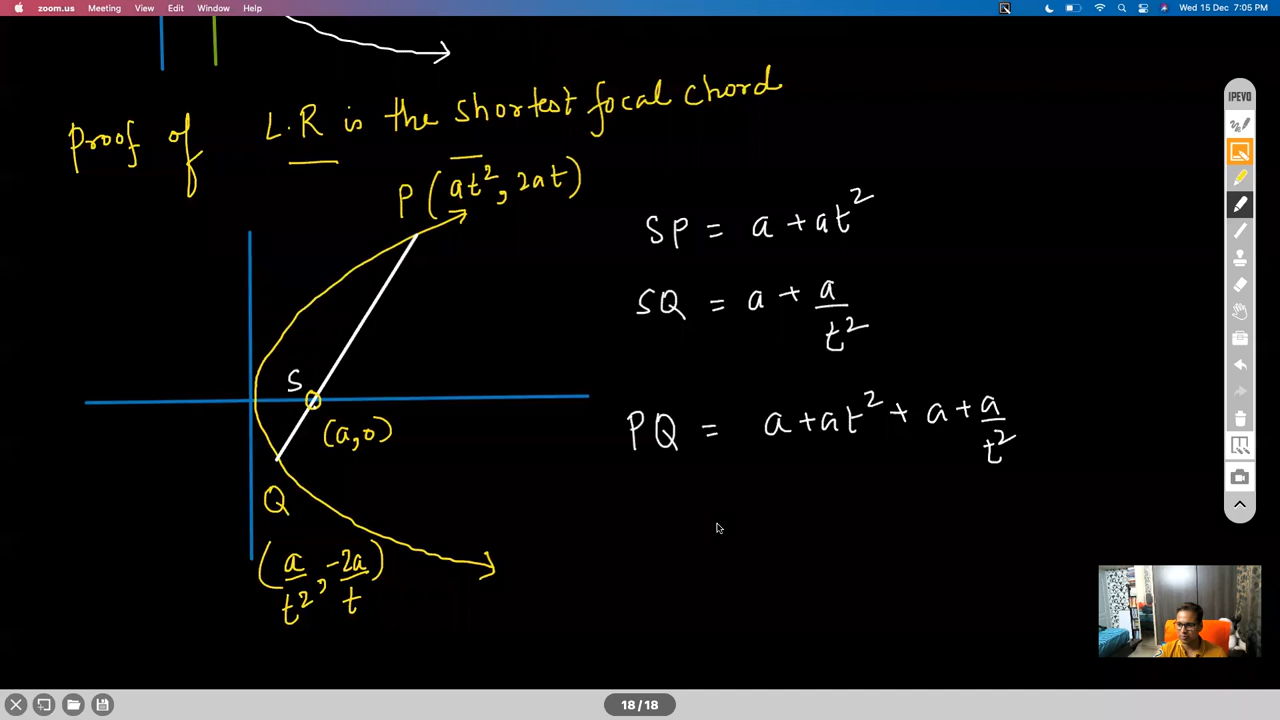 zoom.us Meeting View Edit Window Help Wed 15 Dec 7:05 PM
Proof of L.R is the shortest focal chord
P (at², 2at)
SP = a + at²
IPEVO
SQ = a + a/t²
S
(a,0)
PQ = a + at² + a + a/t²
Q
(a/t², -2a/t)
18/18